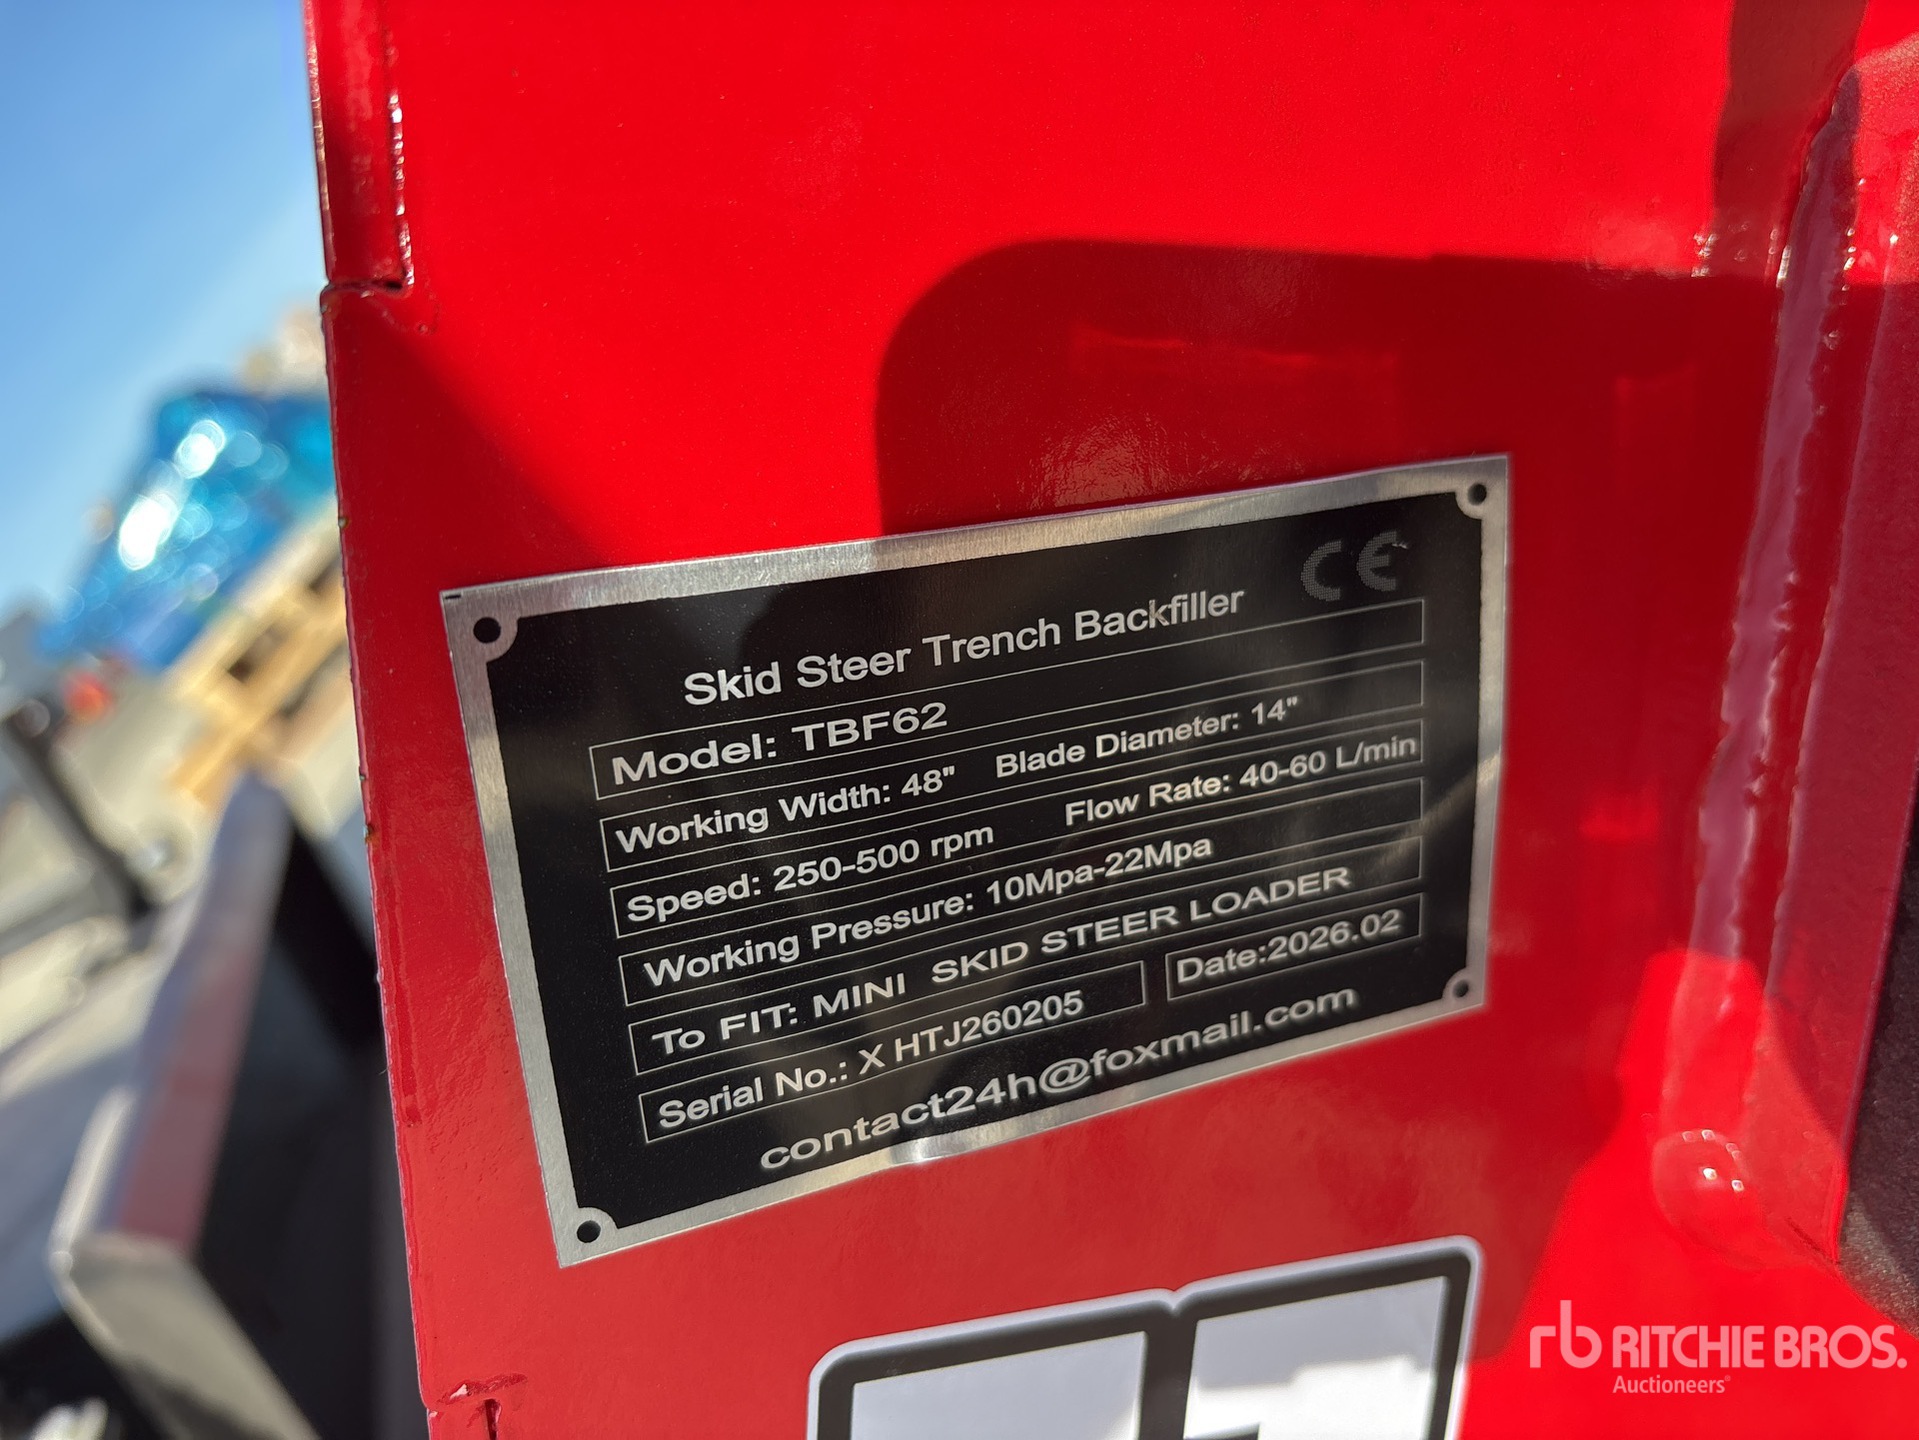 CE
Skid Steer Trench Backfiller
Model: TBF62
Working Width: 48" Blade Diameter: 14"
Speed: 250-500 rpm Flow Rate: 40-60 L/min
Working Pressure: 10Mpa-22Mpa
To FIT: MINI SKID STEER LOADER
Serial No.: X HTJ260205 Date:2026.02
contact24h@foxmail.com
rb RITCHIE BROS.
Auctioneers®